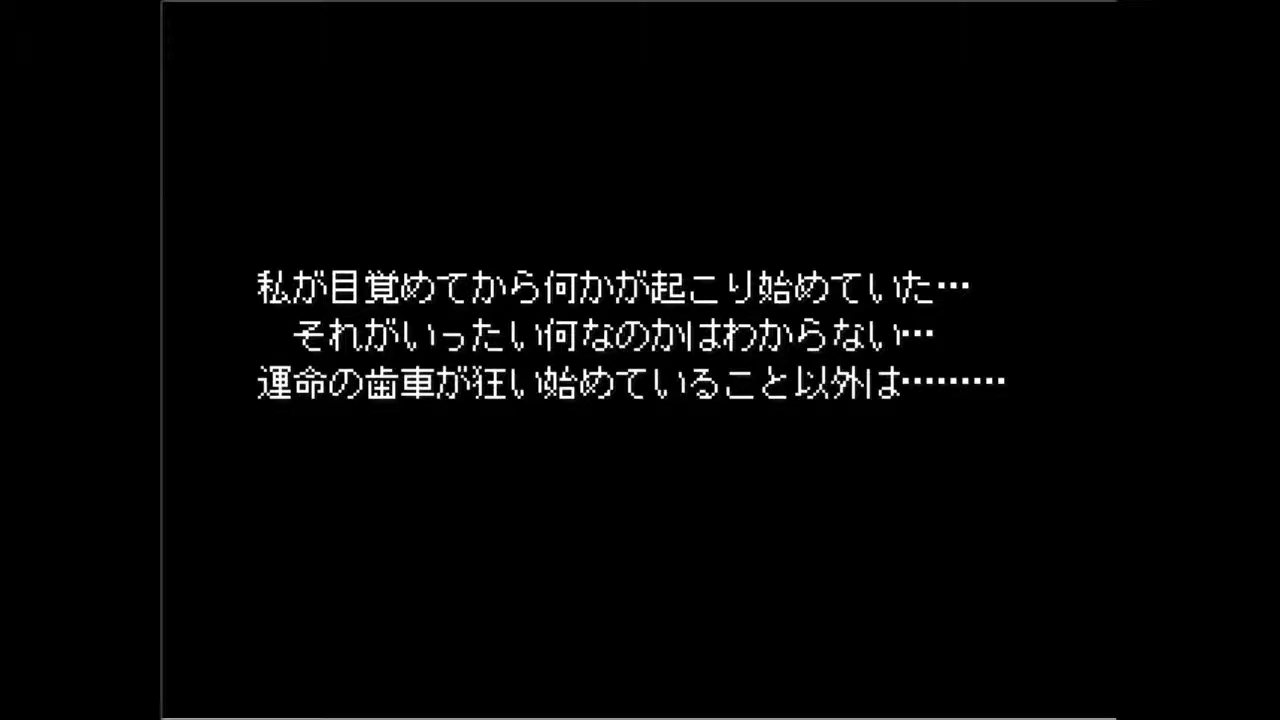 私が目覚めてから何かが起こり始めていた…
それがいったい何なのかはわからない…
運命の歯車が狂い始めていること以外は………